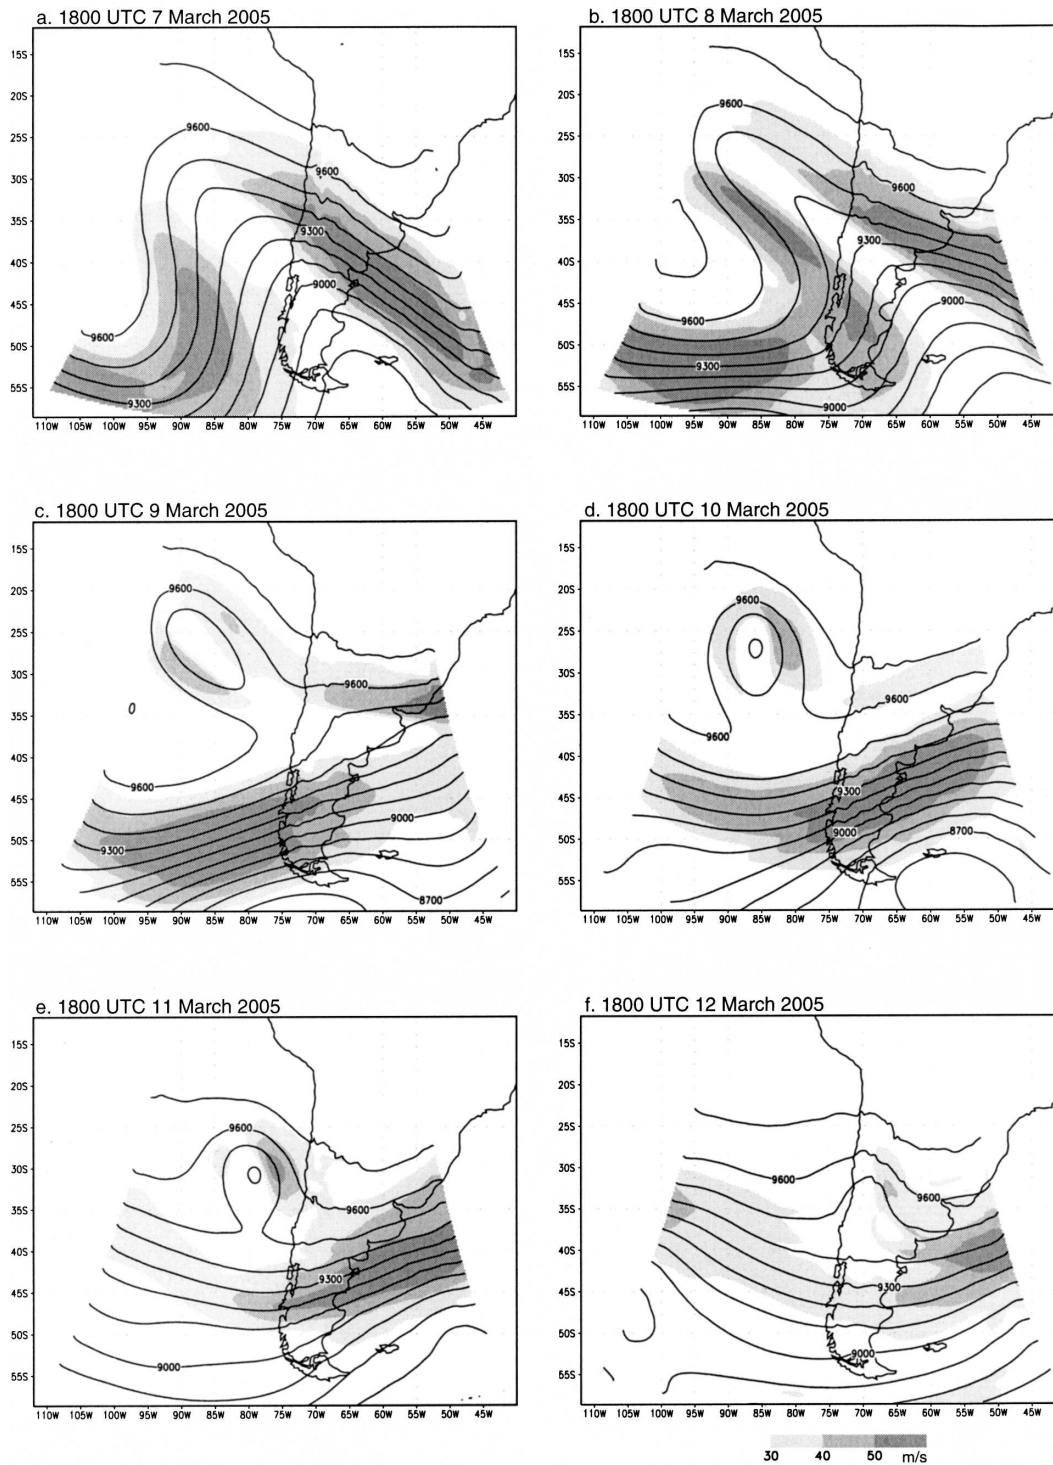 a. 1800 UTC 7 March 2005
15S
20S
25S
30S
35S
40S
45S
50S
55S
9600
9600
9300
9000
9600
9300
110W 105W 100W 95W 90W 85W 80W 75W 70W 65W 60W 55W 50W 45W
b. 1800 UTC 8 March 2005
15S
20S
25S
30S
35S
40S
45S
50S
55S
9600
9600
9300
9000
9600
9300
9000
110W 105W 100W 95W 90W 85W 80W 75W 70W 65W 60W 55W 50W 45W
c. 1800 UTC 9 March 2005
15S
20S
25S
30S
35S
40S
45S
50S
55S
9600
9600
9600
9000
9300
8700
110W 105W 100W 95W 90W 85W 80W 75W 70W 65W 60W 55W 50W 45W
d. 1800 UTC 10 March 2005
15S
20S
25S
30S
35S
40S
45S
50S
55S
9600
9600
9600
9300
9000
8700
110W 105W 100W 95W 90W 85W 80W 75W 70W 65W 60W 55W 50W 45W
e. 1800 UTC 11 March 2005
15S
20S
25S
30S
35S
40S
45S
50S
55S
9600
9600
9300
9000
110W 105W 100W 95W 90W 85W 80W 75W 70W 65W 60W 55W 50W 45W
f. 1800 UTC 12 March 2005
15S
20S
25S
30S
35S
40S
45S
50S
55S
9600
9600
9300
9000
110W 105W 100W 95W 90W 85W 80W 75W 70W 65W 60W 55W 50W 45W
30 40 50 m/s